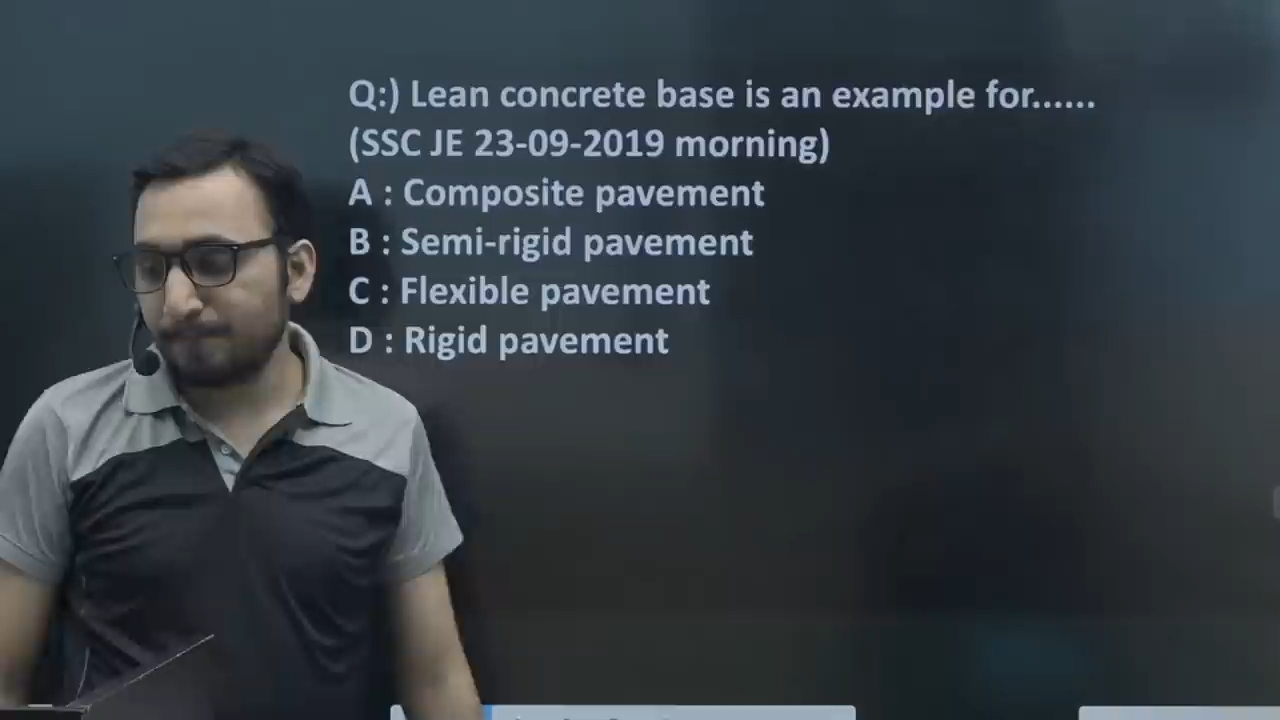 Q:) Lean concrete base is an example for......
(SSC JE 23-09-2019 morning)
A : Composite pavement
B : Semi-rigid pavement
C : Flexible pavement
D : Rigid pavement